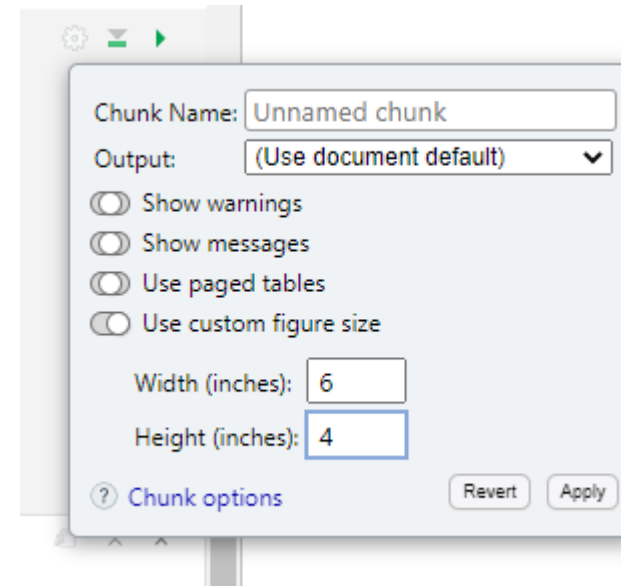 Chunk Name: Unnamed chunk
Output: (Use document default)
Show warnings
Show messages
Use paged tables
Use custom figure size
Width (inches): 6
Height (inches): 4
? Chunk options Revert Apply